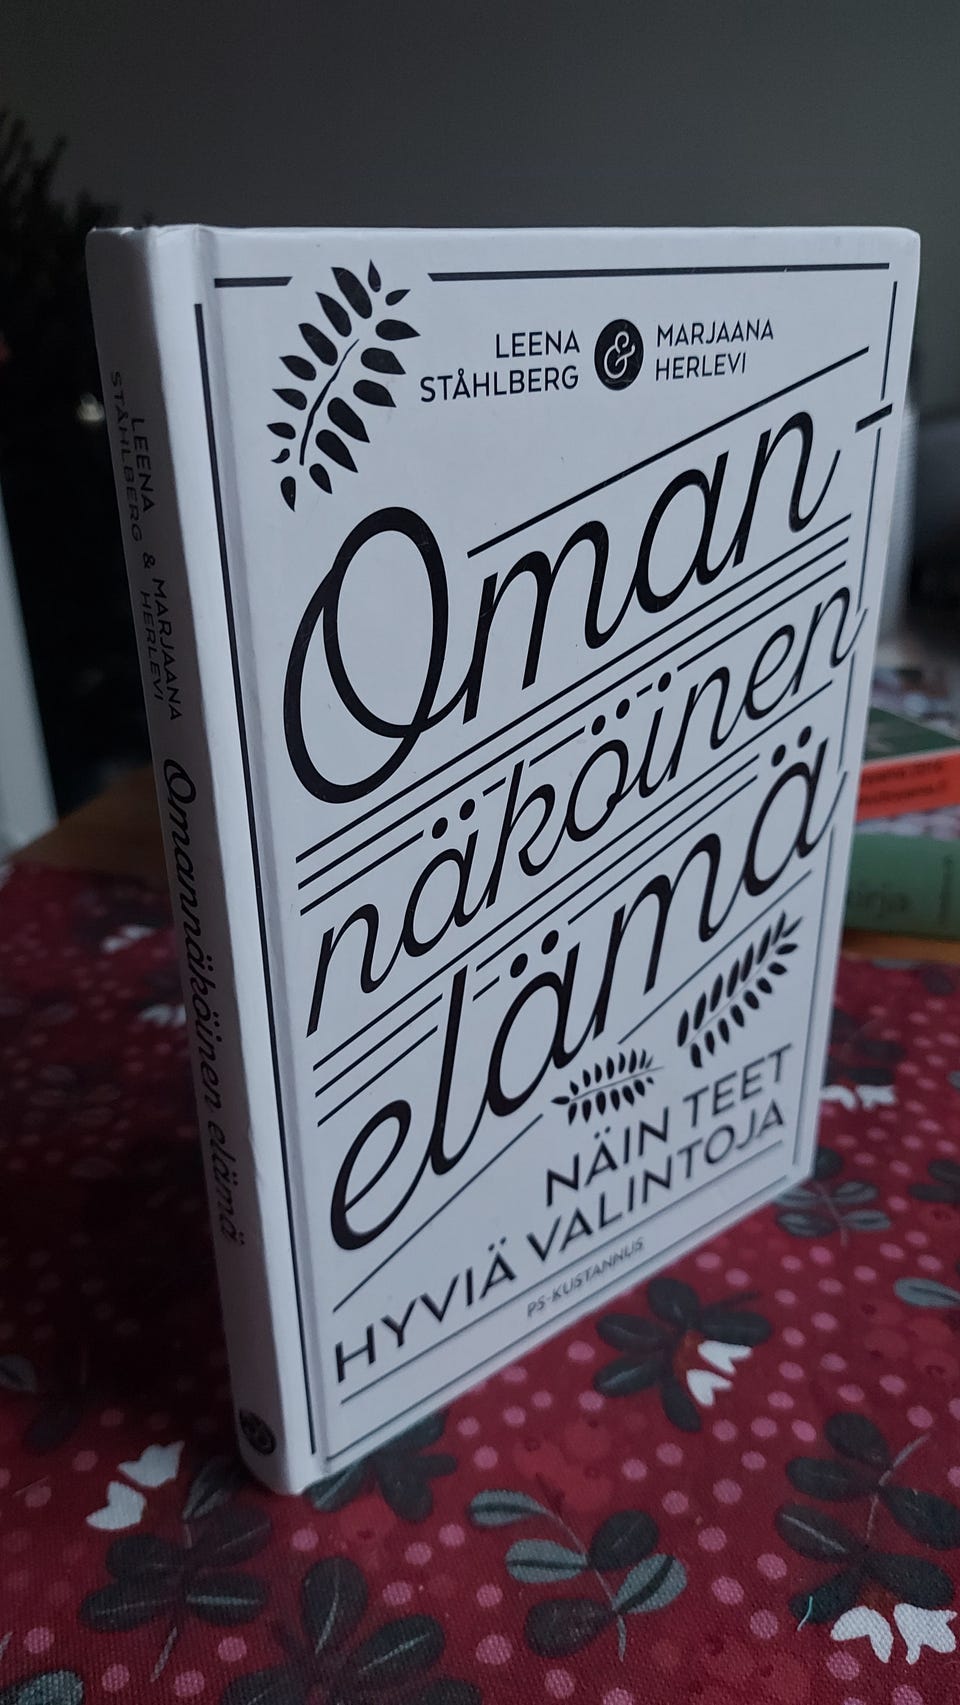 LEENA
STÅHLBERG
&
MARJAANA
HERLEVI
Oman
näköinen
elämä
NÄIN TEET
HYVIÄ VALINTOJA
PS-KUSTANNUS
LEENA
STÅHLBERG
&
MARJAANA
HERLEVI
Omannäköinen elämä